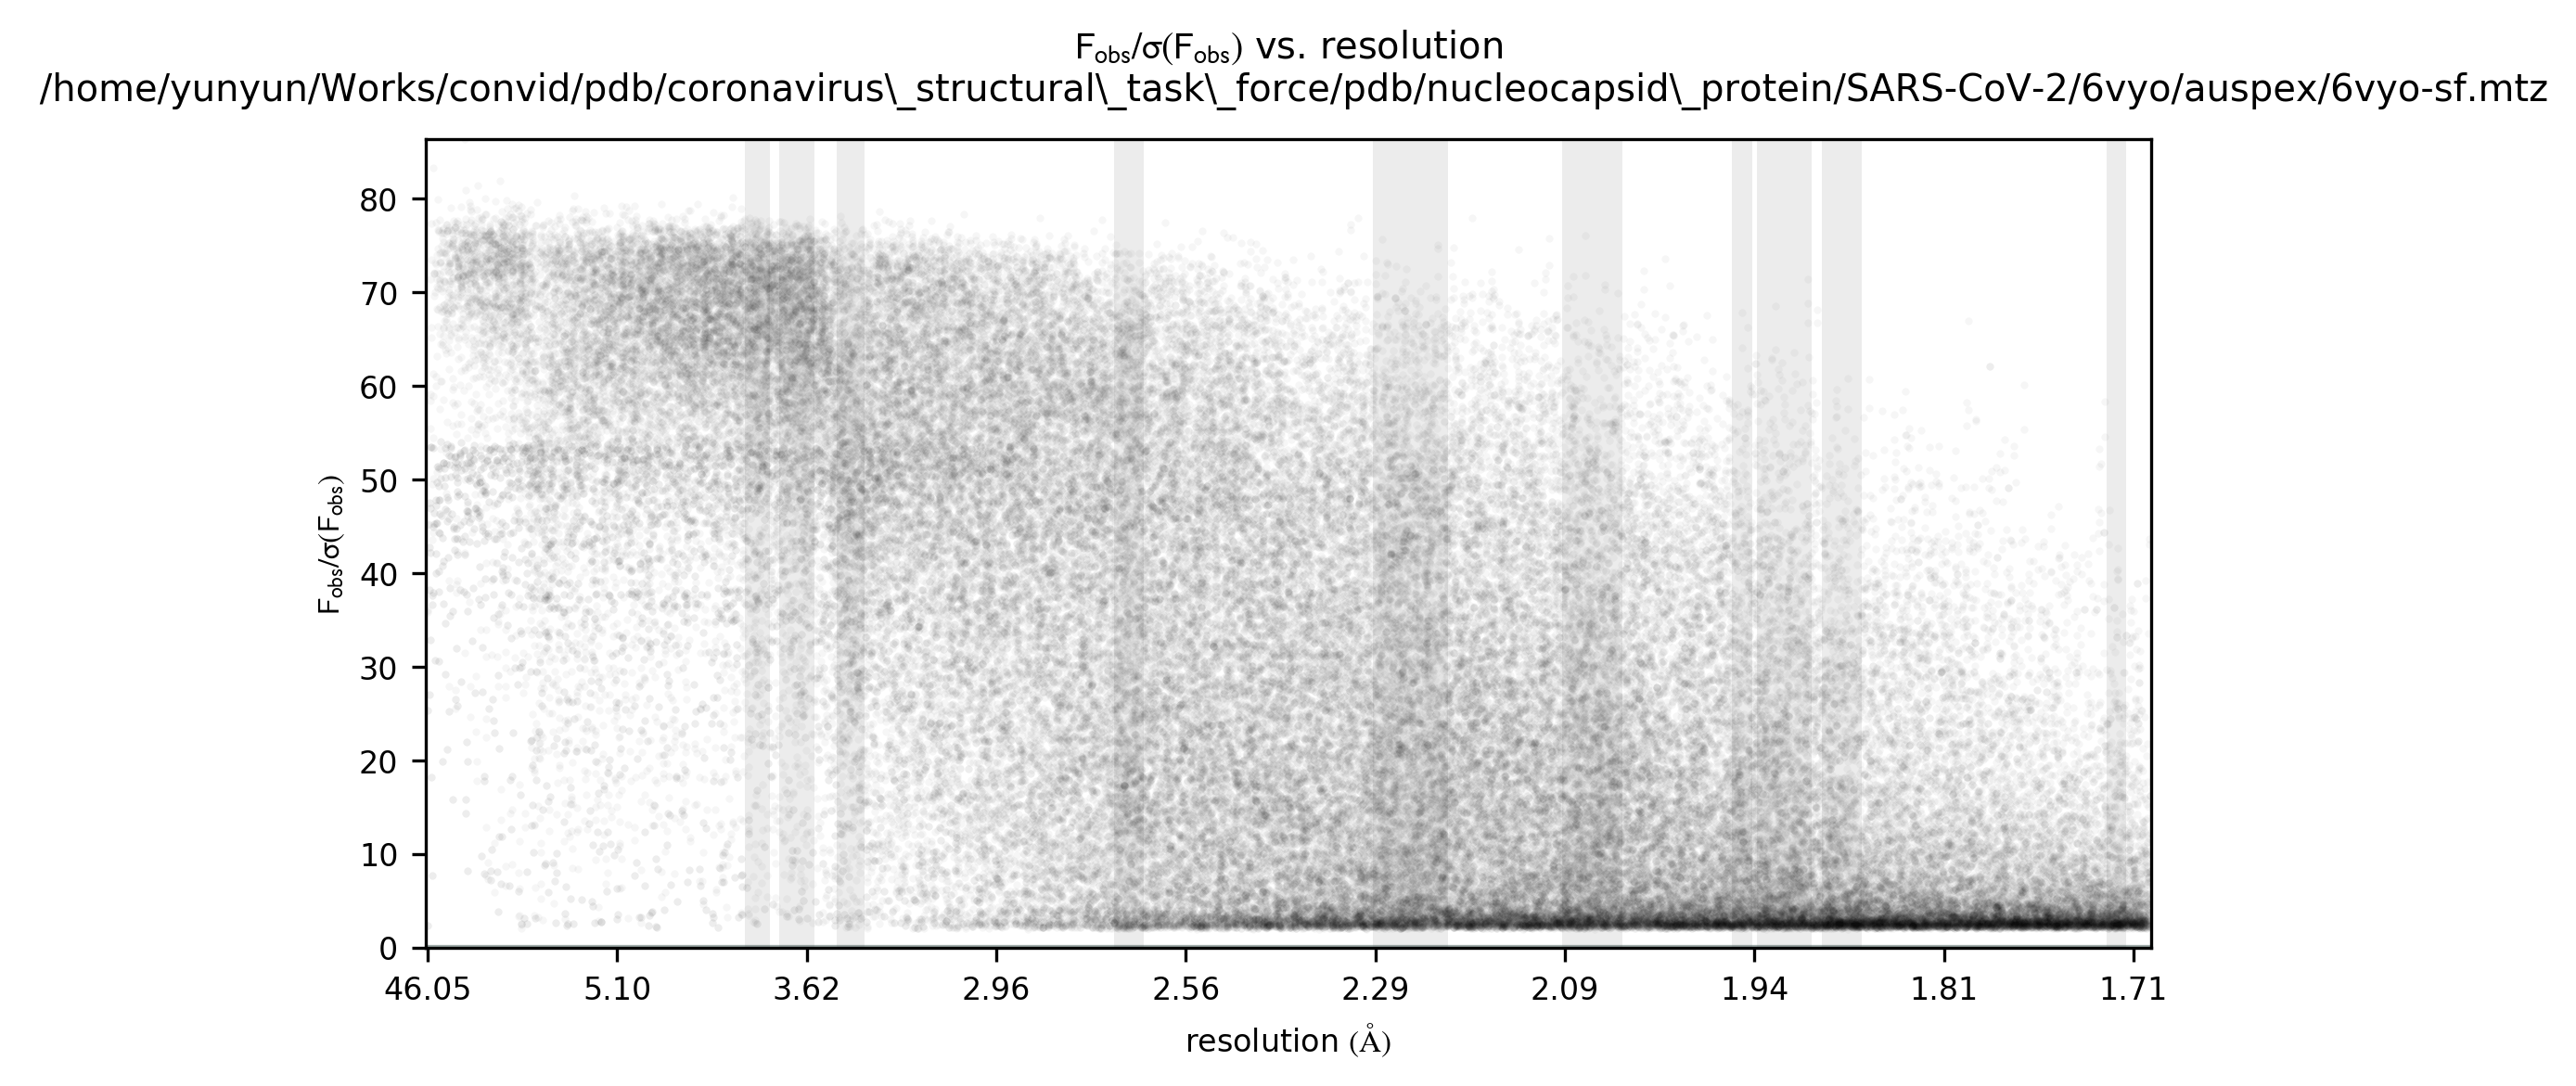 Fobs/σ(Fobs) vs. resolution
/home/yunyun/Works/convid/pdb/coronavirus\_structural\_task\_force/pdb/nucleocapsid\_protein/SARS-CoV-2/6vyo/auspex/6vyo-sf.mtz
80
70
60
50
40
30
20
10
0
Fobs/σ(Fobs)
46.05 5.10 3.62 2.96 2.56 2.29 2.09 1.94 1.81 1.71
resolution (Å)